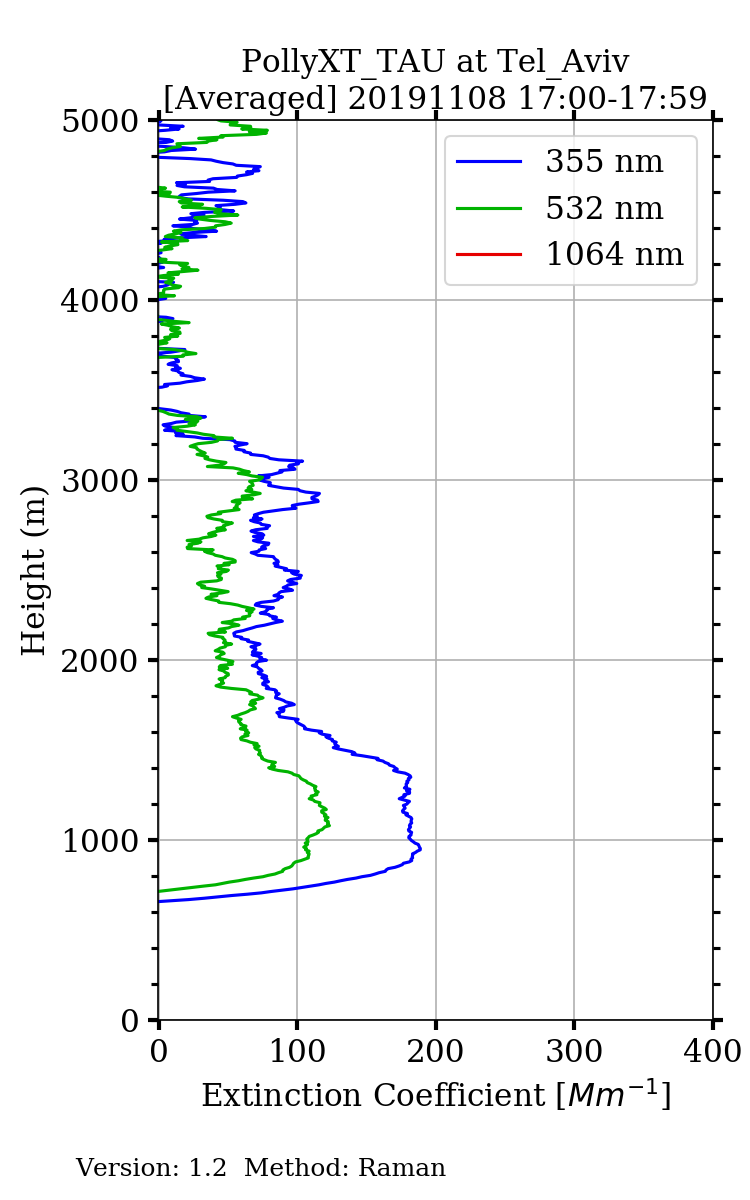 PollyXT_TAU at Tel_Aviv
[Averaged] 20191108 17:00-17:59
5000
4000
3000
2000
1000
0
Height (m)
355 nm
532 nm
1064 nm
0 100 200 300 400
Extinction Coefficient [Mm⁻¹]
Version: 1.2 Method: Raman